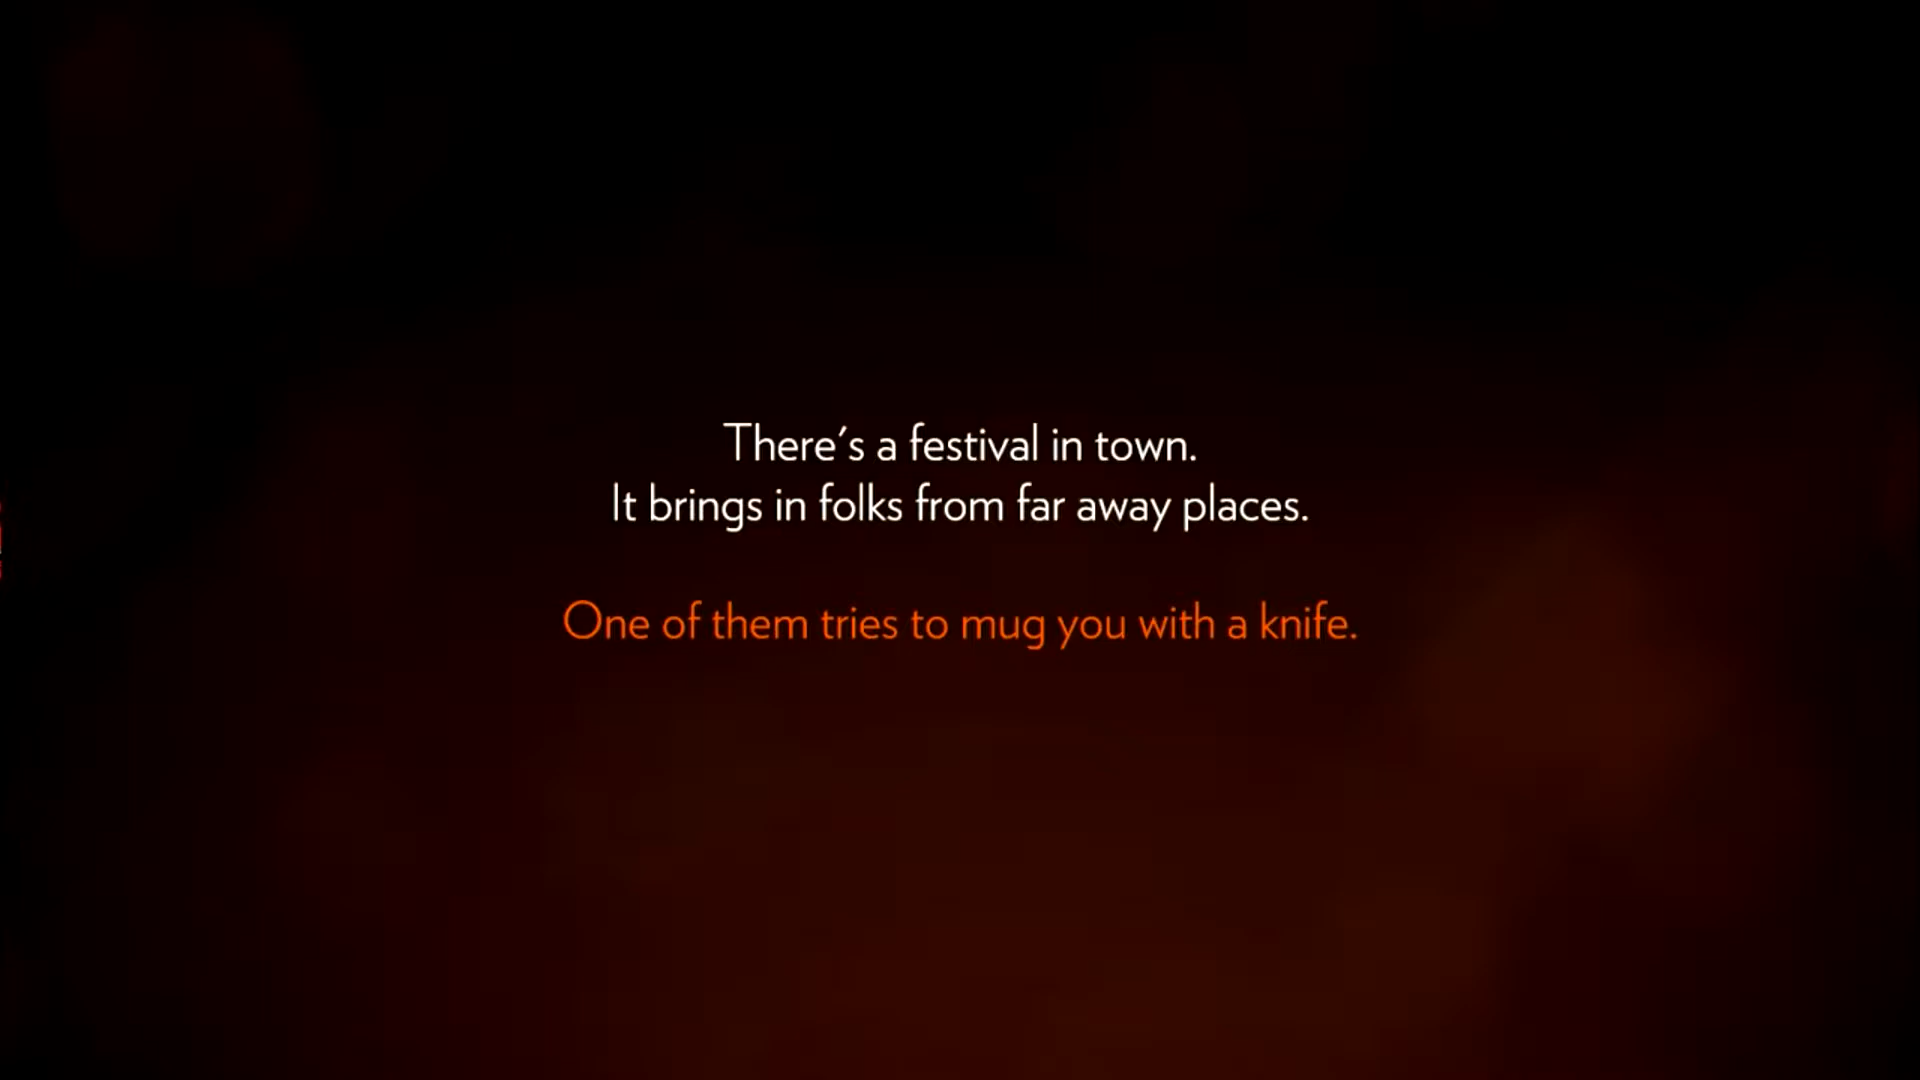 There's a festival in town.
It brings in folks from far away places.
One of them tries to mug you with a knife.